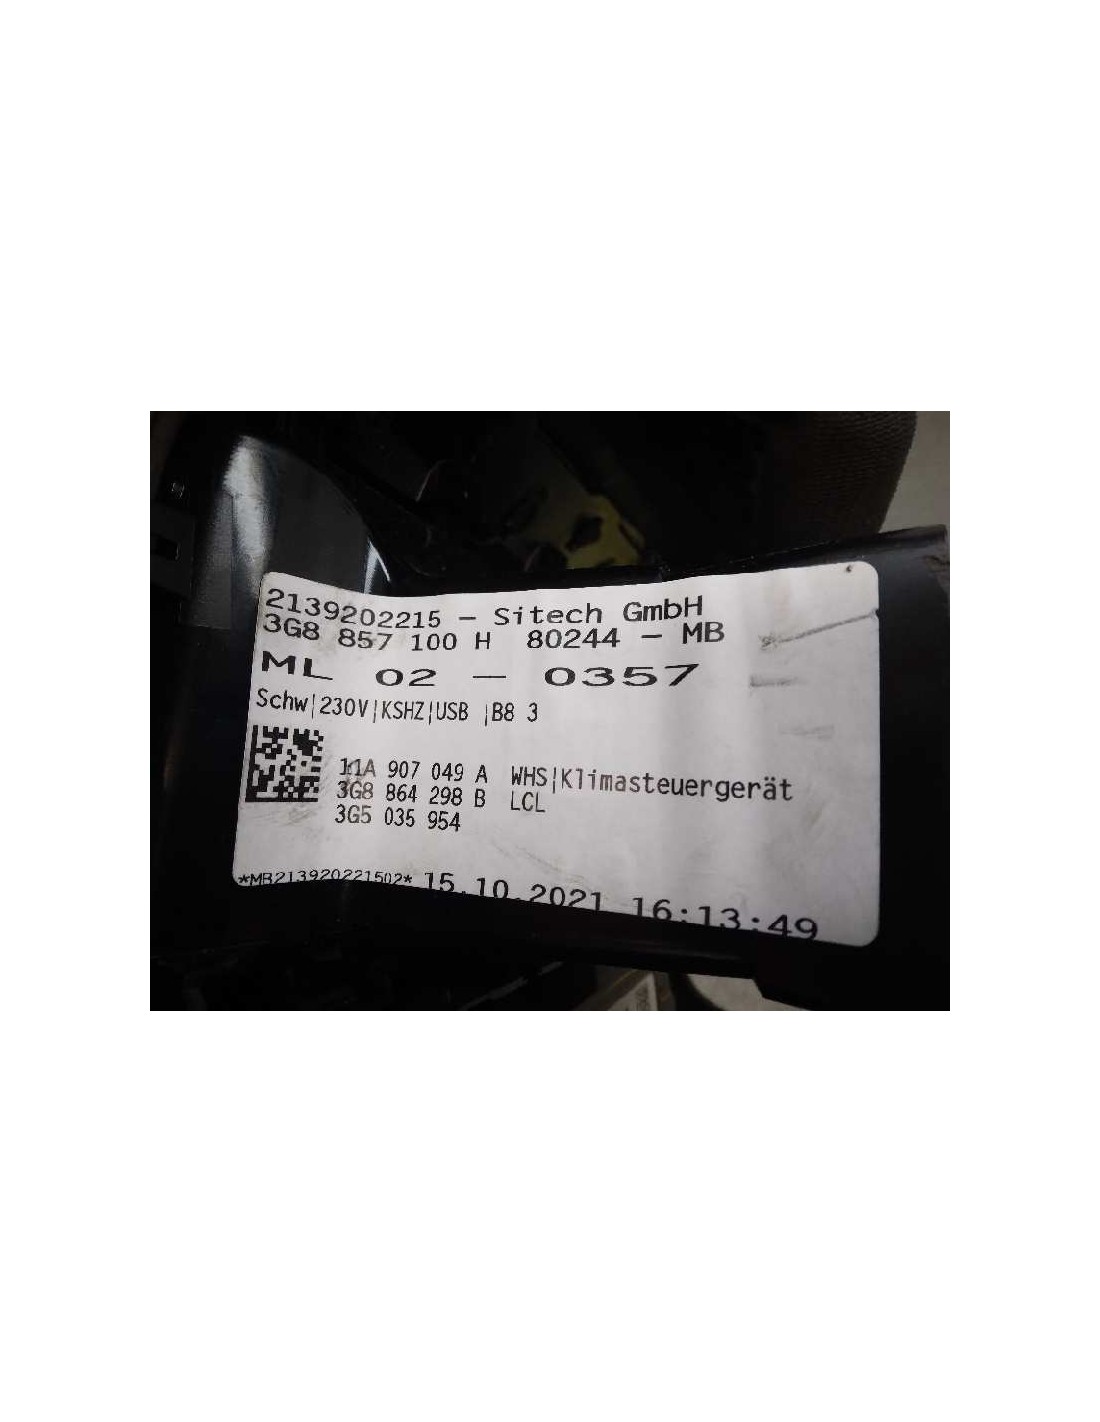 2139202215 - Sitech GmbH
3G8 857 100 H 80244 - MB
ML 02 - 0357
Schw|230V|KSHZ|USB |B8 3
11A 907 049 A WHS|Klimasteuergerät
3G8 864 298 B LCL
3G5 035 954
*MB213920221502* 15.10.2021 16:13:49